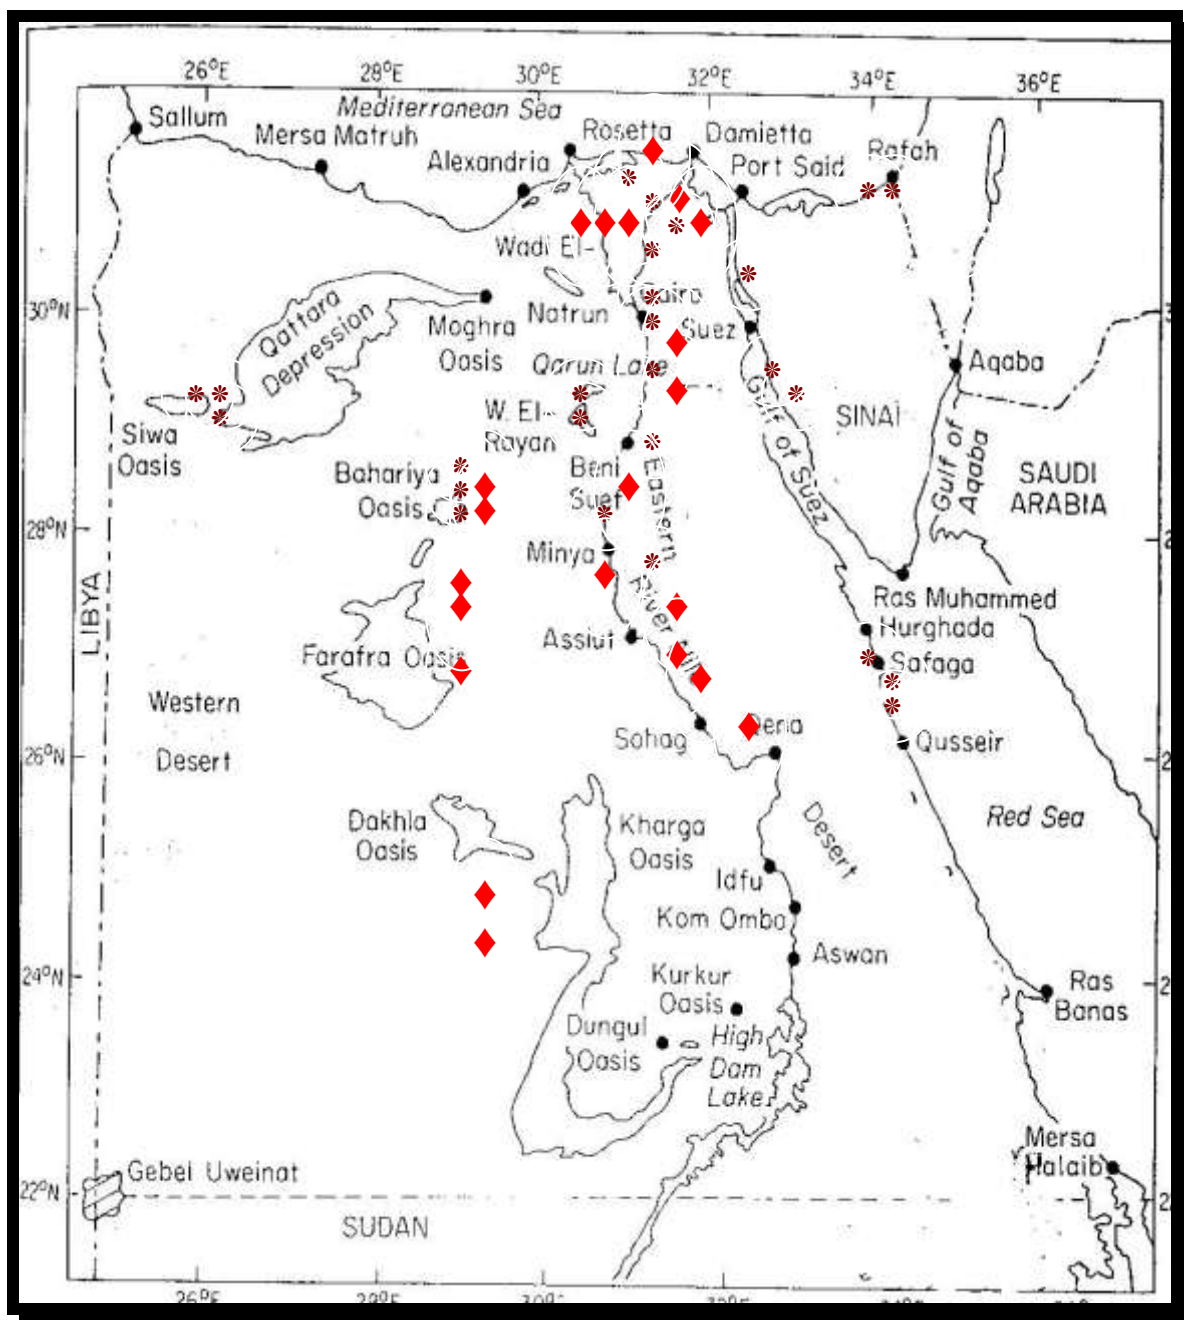 26°E 28°E 30°E 32°E 34°E 36°E
Mediterranean Sea
Sallum
Mersa Matruh
Rosetta
Damietta
Alexandria
Port Said
Rafah
Wadi El-
Natrun
30°N
Qattara
Depression
Moghra
Oasis
Suez
Aqaba
Qarun Lake
Siwa
Oasis
W. El-
Rayan
SINAI
Gulf of Suez
Gulf of
Aqaba
SAUDI
ARABIA
Bahariya
Oasis
Beni
Suef
Eastern
28°N
Minya
LIBYA
Ras Muhammed
Hurghada
Assiut
River
Farafra Oasis
Safaga
Western
Desert
Sohag
Qena
Qusseir
26°N
Dakhla
Oasis
Kharga
Oasis
Desert
Red Sea
Idfu
Kom Ombo
Aswan
24°N
Kurkur
Oasis
Ras
Banas
Dungul
Oasis
High
Dam
Lake
Mersa
Halaib
Gebel Uweinat
22°N
SUDAN